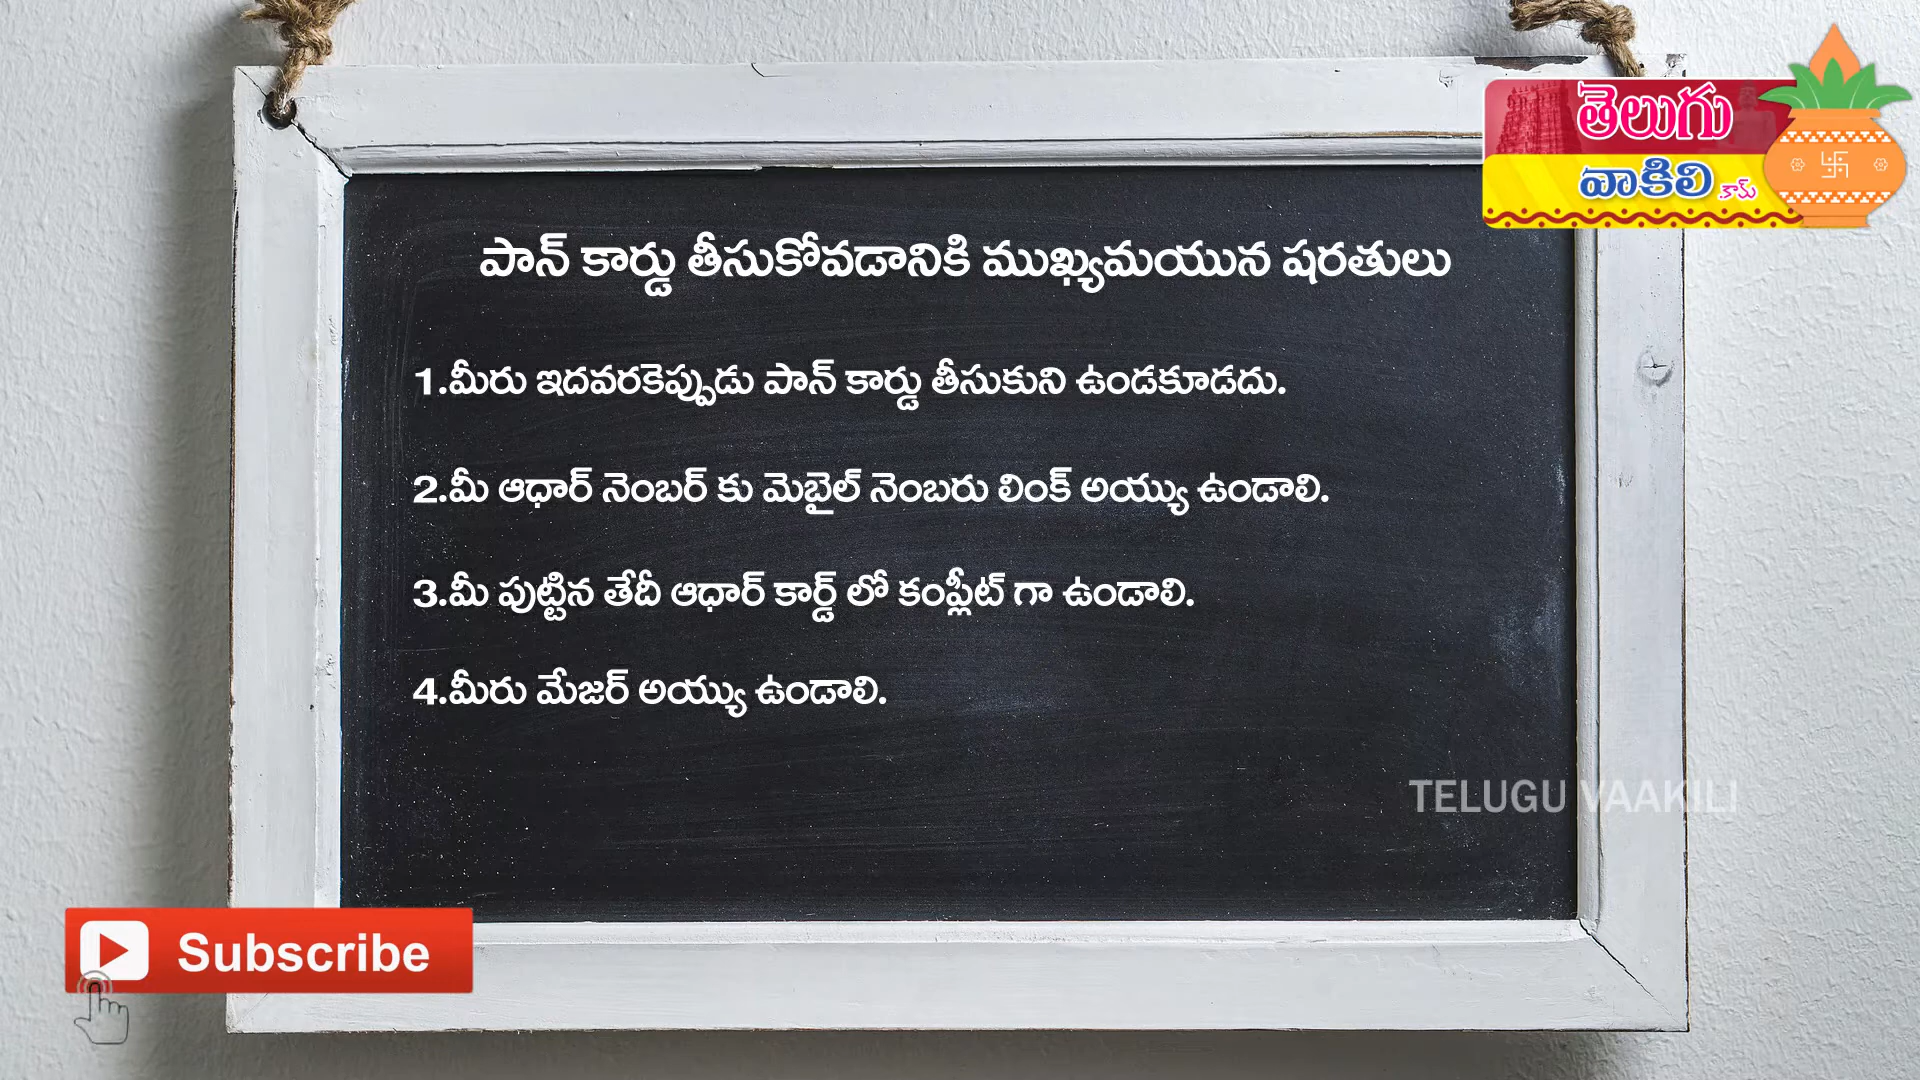 తెలుగు
వాకిలి.కామ్
పాన్ కార్డు తీసుకోవడానికి ముఖ్యమయున షరతులు
1.మీరు ఇదవరకెప్పుడు పాన్ కార్డు తీసుకుని ఉండకూడదు.
2.మీ ఆధార్ నెంబర్ కు మెబైల్ నెంబరు లింక్ అయ్యు ఉండాలి.
3.మీ పుట్టిన తేదీ ఆధార్ కార్డ్ లో కంప్లీట్ గా ఉండాలి.
4.మీరు మేజర్ అయ్యు ఉండాలి.
TELUGU VAAKILI
Subscribe